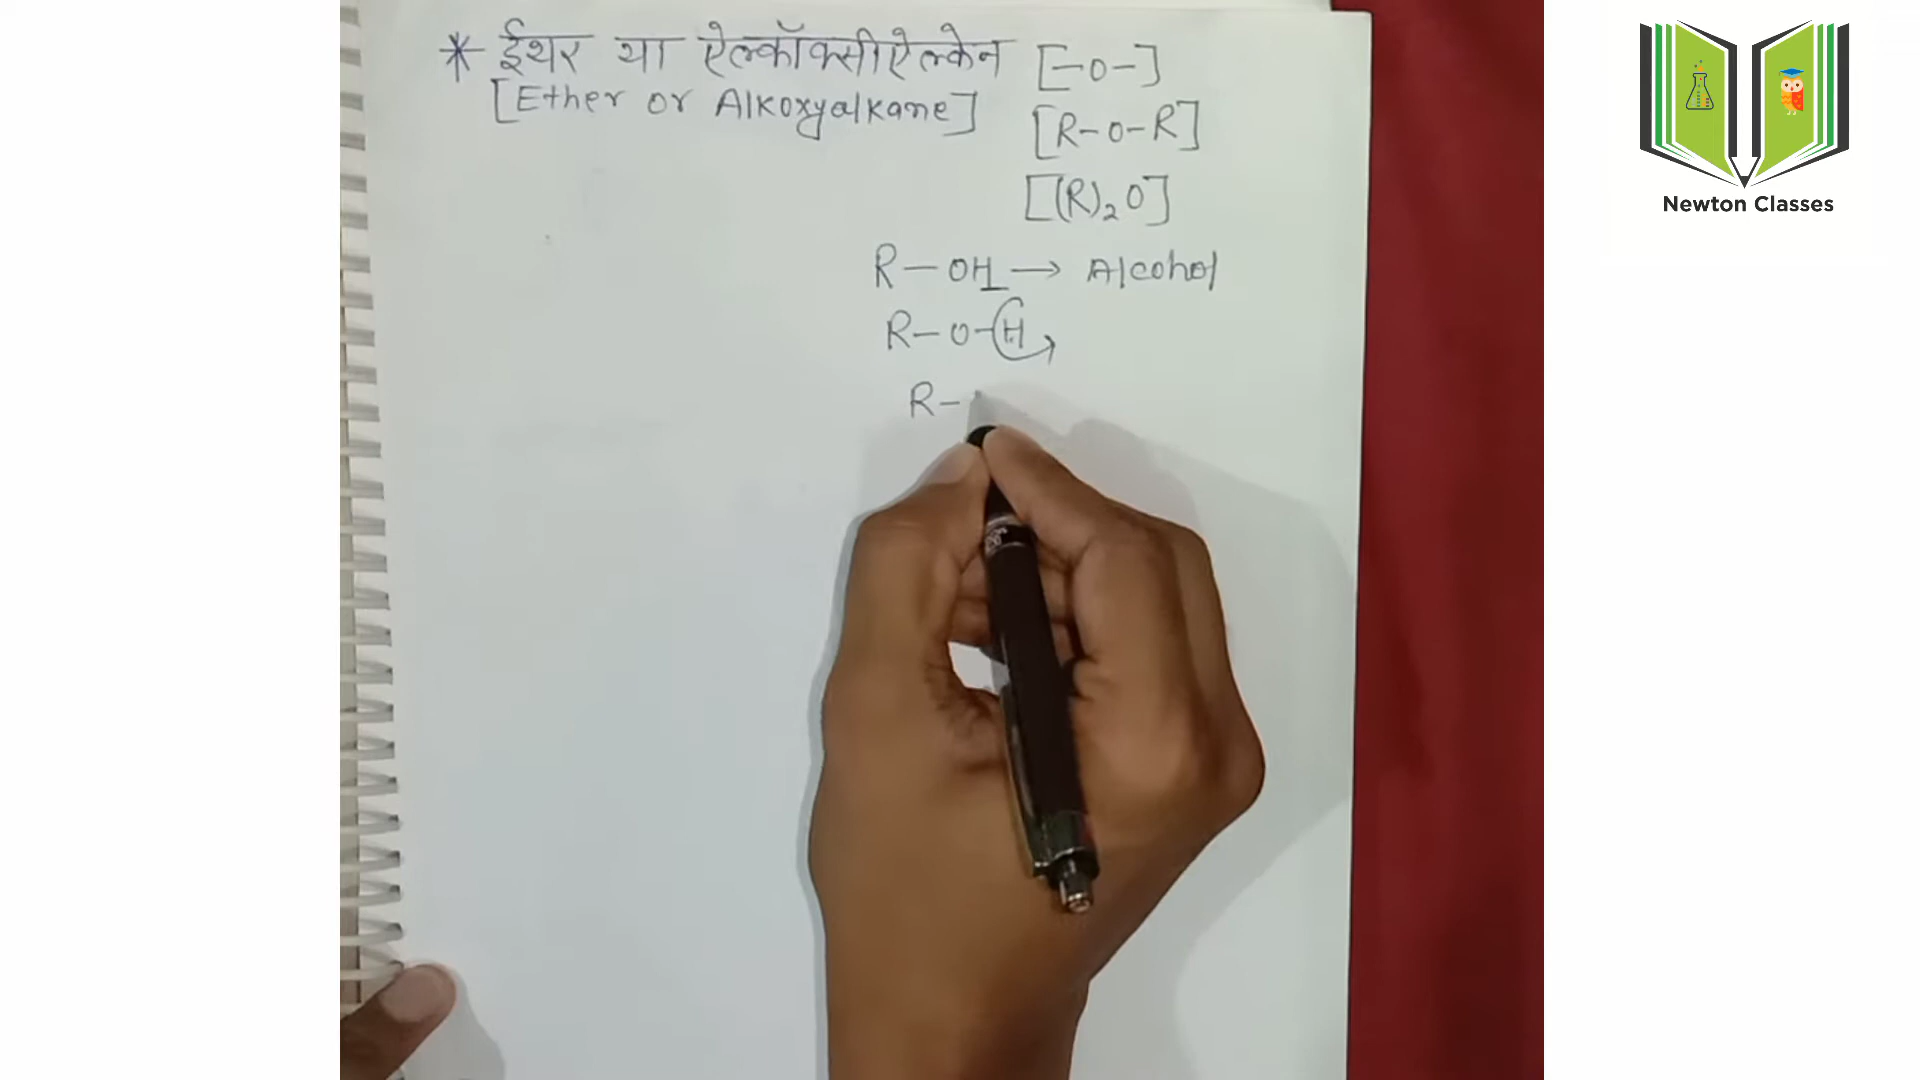 * ईथर या ऐल्कॉक्सीऐल्केन [-O-]
[Ether or Alkoxyalkane] [R-O-R]
[(R)₂O]
R-OH → Alcohol
R-O-H
R-
Newton Classes